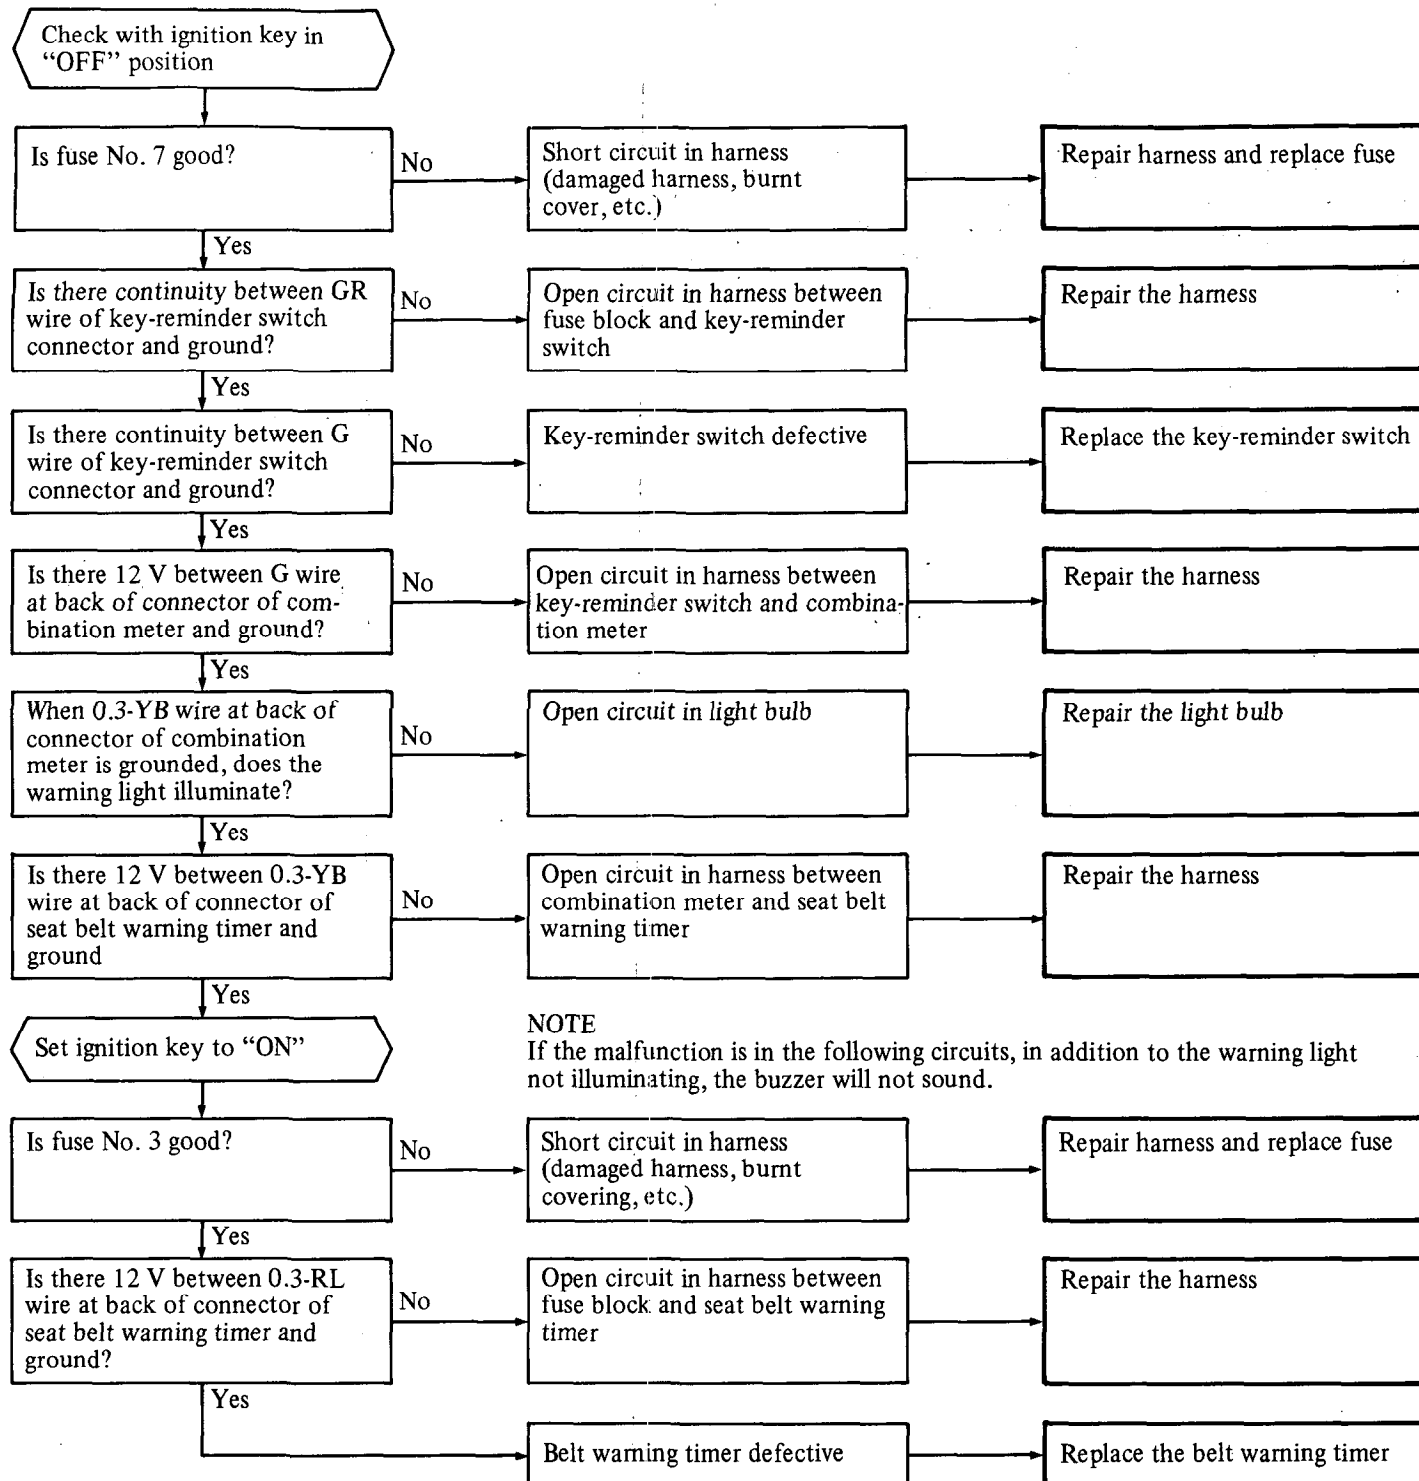 Check with ignition key in
“OFF” position
Is fuse No. 7 good?
No
Short circuit in harness
(damaged harness, burnt
cover, etc.)
Repair harness and replace fuse
Yes
Is there continuity between GR
wire of key-reminder switch
connector and ground?
No
Open circuit in harness between
fuse block and key-reminder
switch
Repair the harness
Yes
Is there continuity between G
wire of key-reminder switch
connector and ground?
No
Key-reminder switch defective
Replace the key-reminder switch
Yes
Is there 12 V between G wire
at back of connector of com-
bination meter and ground?
No
Open circuit in harness between
key-reminder switch and combina-
tion meter
Repair the harness
Yes
When 0.3-YB wire at back of
connector of combination
meter is grounded, does the
warning light illuminate?
No
Open circuit in light bulb
Repair the light bulb
Yes
Is there 12 V between 0.3-YB
wire at back of connector of
seat belt warning timer and
ground
No
Open circuit in harness between
combination meter and seat belt
warning timer
Repair the harness
Yes
Set ignition key to “ON”
NOTE
If the malfunction is in the following circuits, in addition to the warning light
not illuminating, the buzzer will not sound.
Is fuse No. 3 good?
No
Short circuit in harness
(damaged harness, burnt
covering, etc.)
Repair harness and replace fuse
Yes
Is there 12 V between 0.3-RL
wire at back of connector of
seat belt warning timer and
ground?
No
Open circuit in harness between
fuse block and seat belt warning
timer
Repair the harness
Yes
Belt warning timer defective
Replace the belt warning timer